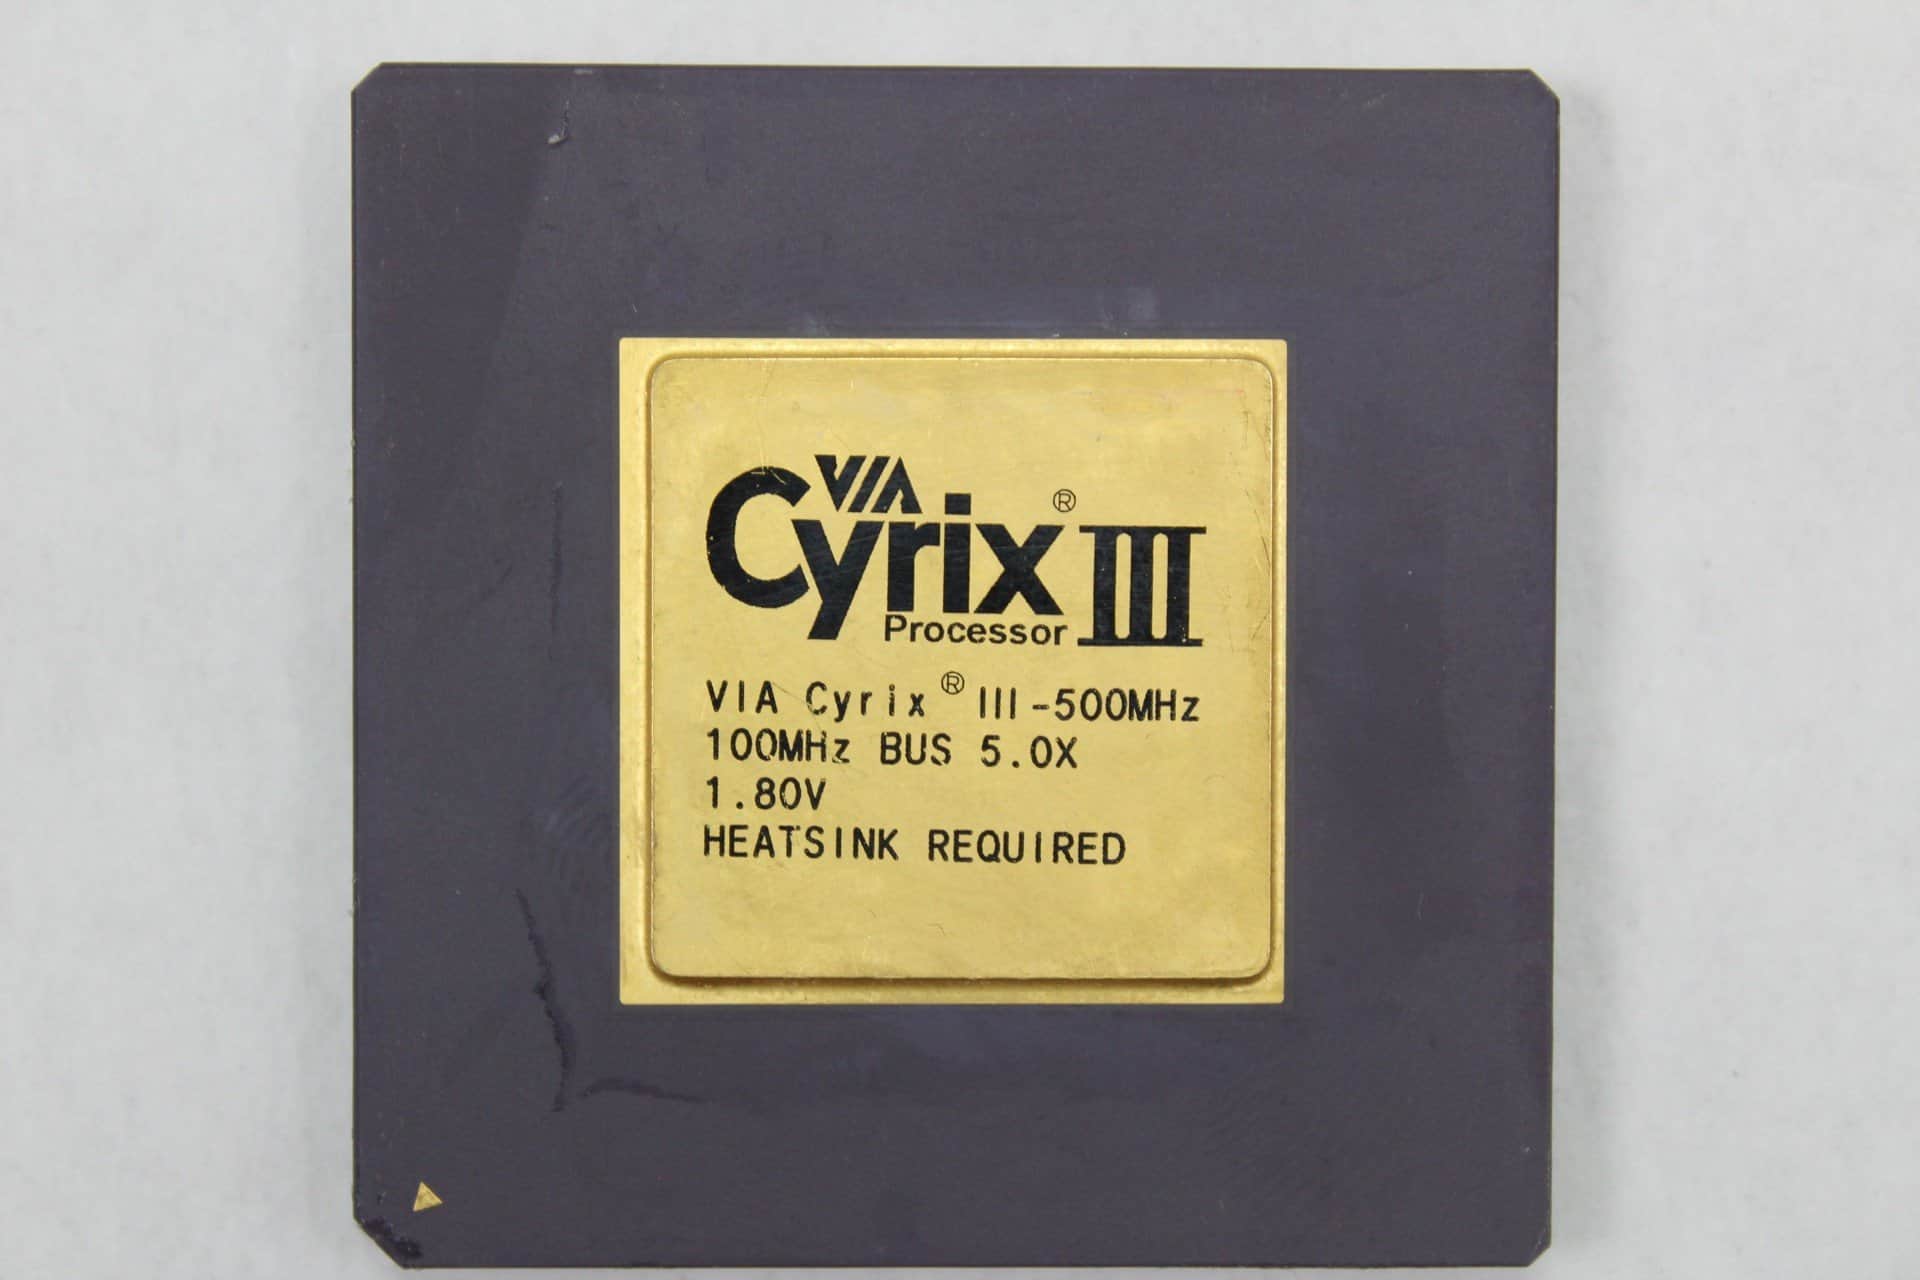 VIA
Cyrix® III
Processor
VIA Cyrix® III-500MHz
100MHz BUS 5.0X
1.80V
HEATSINK REQUIRED